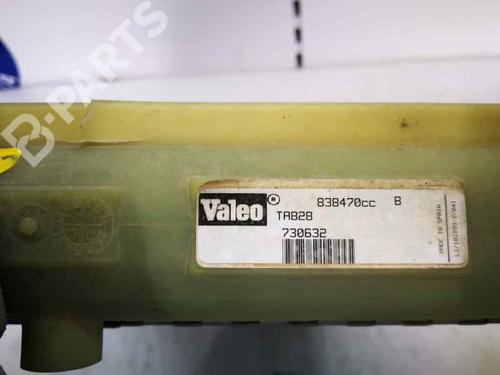 B-PARTS
Valeo® 838470cc B
TA828
730632
MADE IN SPAIN